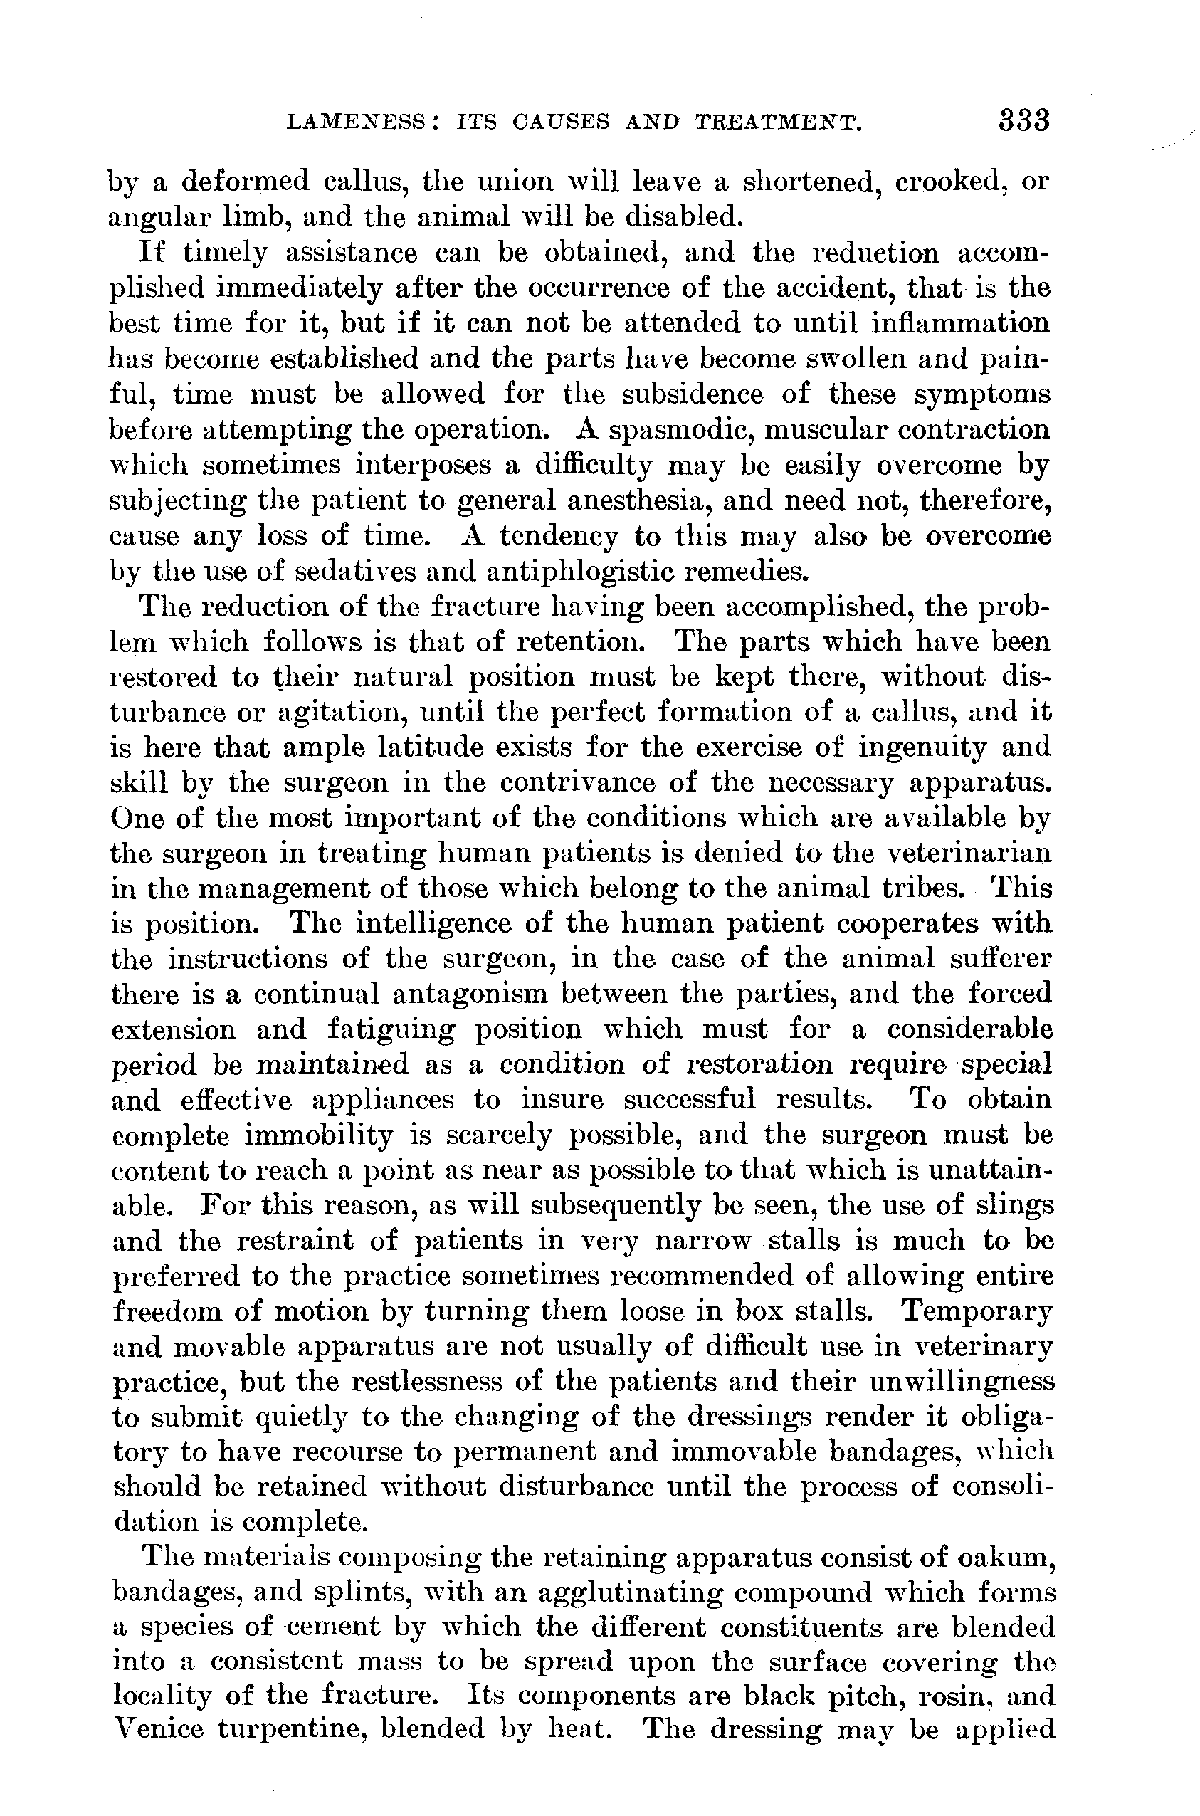 LAMENESS: ITS CAUSES AND TREATMENT. 333
by a deformed callus, the union will leave a shortened, crooked, or
angular limb, and the animal will be disabled.
If timely assistance can be obtained, and the reduction accom-
plished immediately after the occurrence of the accident, that is the
best time for it, but if it can not be attended to until inflammation
has become established and the parts have become swollen and pain-
ful, time must be allowed for the subsidence of these symptoms
before attempting the operation. A spasmodic, muscular contraction
which sometimes interposes a difficulty may be easily overcome by
subjecting the patient to general anesthesia, and need not, therefore,
cause any loss of time. A tendency to this may also be overcome
by the use of sedatives and antiphlogistic remedies.
The reduction of the fracture having been accomplished, the prob-
lem which follows is that of retention. The parts which have been
restored to their natural position must be kept there, without dis-
turbance or agitation, until the perfect formation of a callus, and it
is here that ample latitude exists for the exercise of ingenuity and
skill by the surgeon in the contrivance of the necessary apparatus.
One of the most important of the conditions which are available by
the surgeon in treating human patients is denied to the veterinarian
in the management of those which belong to the animal tribes. This
is position. The intelligence of the human patient cooperates with
the instructions of the surgeon, in the case of the animal sufferer
there is a continual antagonism between the parties, and the forced
extension and fatiguing position which must for a considerable
period be maintained as a condition of restoration require special
and effective appliances to insure successful results. To obtain
complete immobility is scarcely possible, and the surgeon must be
content to reach a point as near as possible to that which is unattain-
able. For this reason, as will subsequently be seen, the use of slings
and the restraint of patients in very narrow stalls is much to be
preferred to the practice sometimes recommended of allowing entire
freedom of motion by turning them loose in box stalls. Temporary
and movable apparatus are not usually of difficult use in veterinary
practice, but the restlessness of the patients and their unwillingness
to submit quietly to the changing of the dressings render it obliga-
tory to have recourse to permanent and immovable bandages, which
should be retained without disturbance until the process of consoli-
dation is complete.
The materials composing the retaining apparatus consist of oakum,
bandages, and splints, with an agglutinating compound which forms
a species of cement by which the different constituents are blended
into a consistent mass to be spread upon the surface covering the
locality of the fracture. Its components are black pitch, rosin, and
Venice turpentine, blended by heat. The dressing may be applied